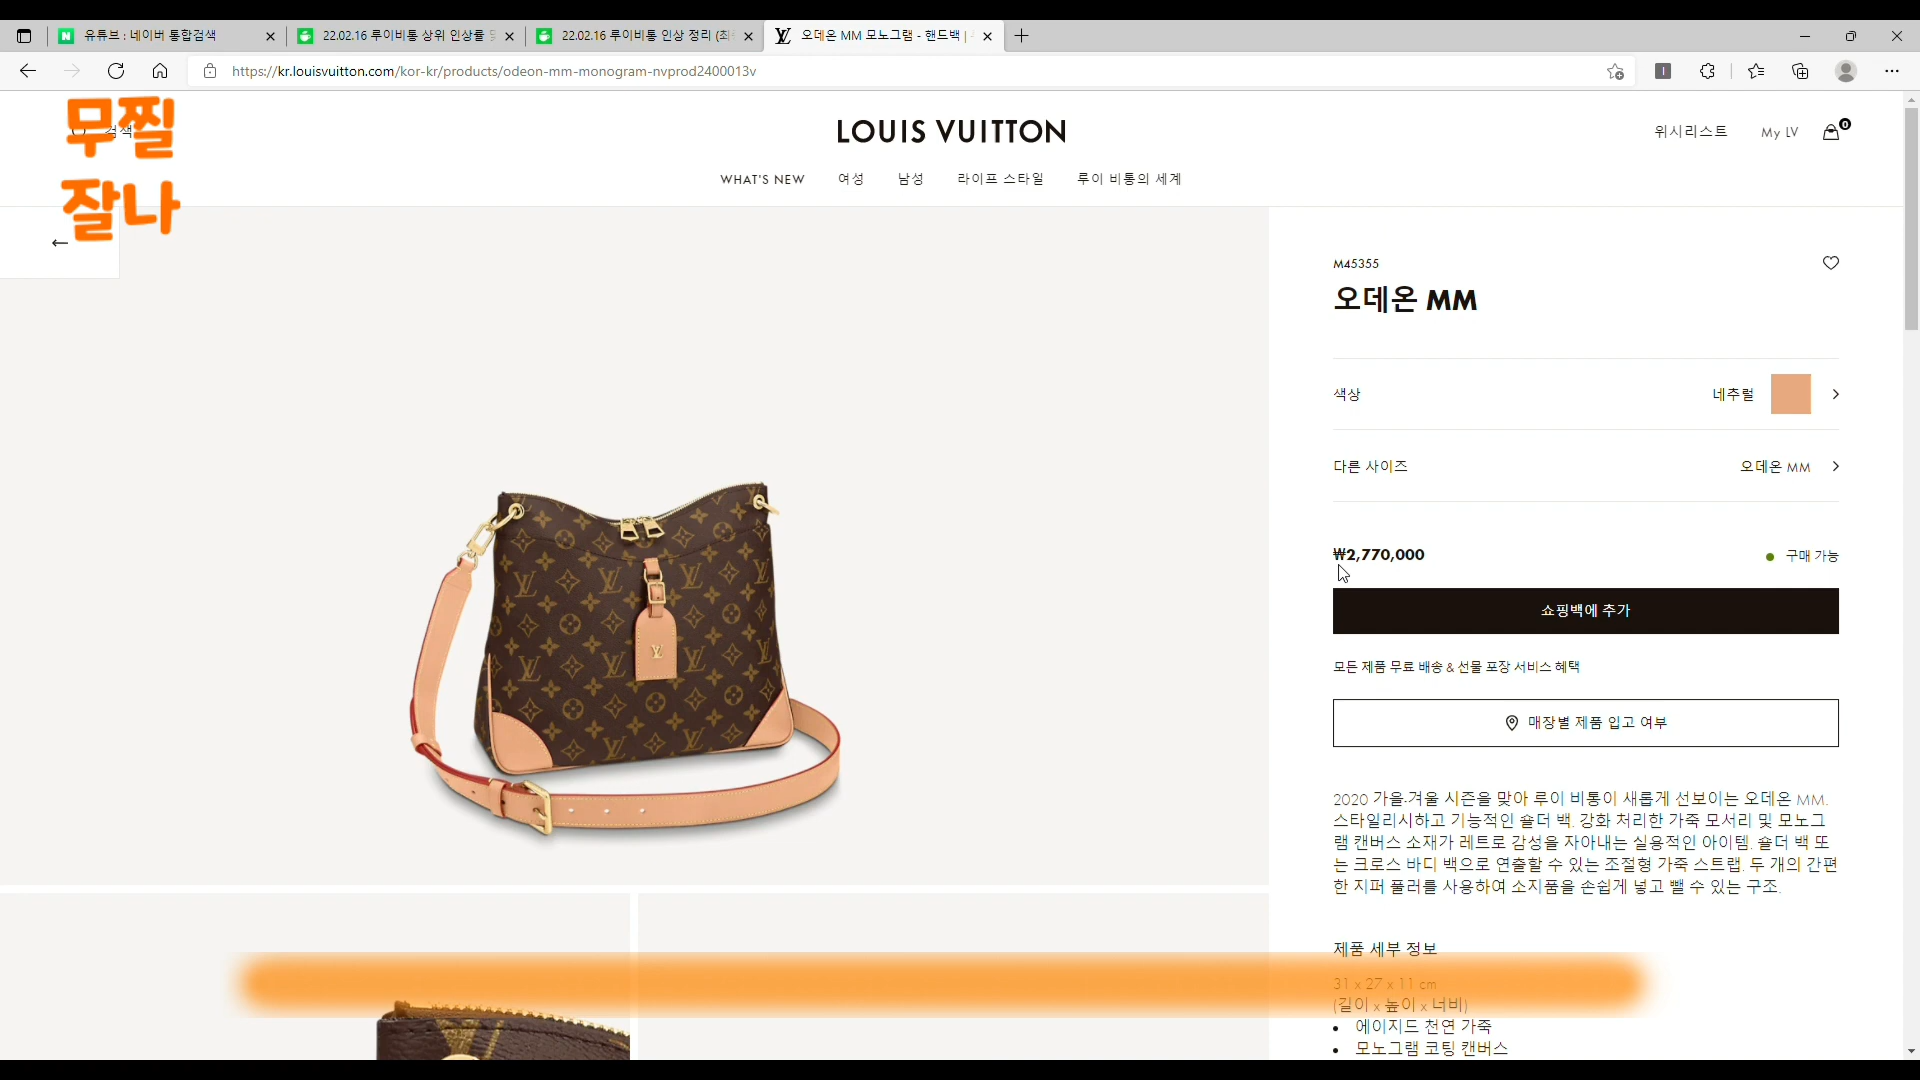 유튜브 : 네이버 통합검색
22.02.16 루이비통 상위 인상률 및
22.02.16 루이비통 인상 정리 (최
오데온 MM 모노그램 - 핸드백 |
https://kr.louisvuitton.com/kor-kr/products/odeon-mm-monogram-nvprod2400013v
무찔
잘나
검색
LOUIS VUITTON
위시리스트
My LV
0
WHAT'S NEW
여성
남성
라이프 스타일
루이 비통의 세계
M45355
오데온 MM
색상
네추럴
다른 사이즈
오데온 MM
₩2,770,000
구매 가능
쇼핑백에 추가
모든 제품 무료 배송 & 선물 포장 서비스 혜택
매장별 제품 입고 여부
2020 가을-겨울 시즌을 맞아 루이 비통이 새롭게 선보이는 오데온 MM.
스타일리시하고 기능적인 숄더 백. 강화 처리한 가죽 모서리 및 모노그
램 캔버스 소재가 레트로 감성을 자아내는 실용적인 아이템. 숄더 백 또
는 크로스 바디 백으로 연출할 수 있는 조절형 가죽 스트랩. 두 개의 간편
한 지퍼 풀러를 사용하여 소지품을 손쉽게 넣고 뺄 수 있는 구조.
제품 세부 정보
31 x 27 x 11 cm
(길이 x 높이 x 너비)
• 에이지드 천연 가죽
• 모노그램 코팅 캔버스